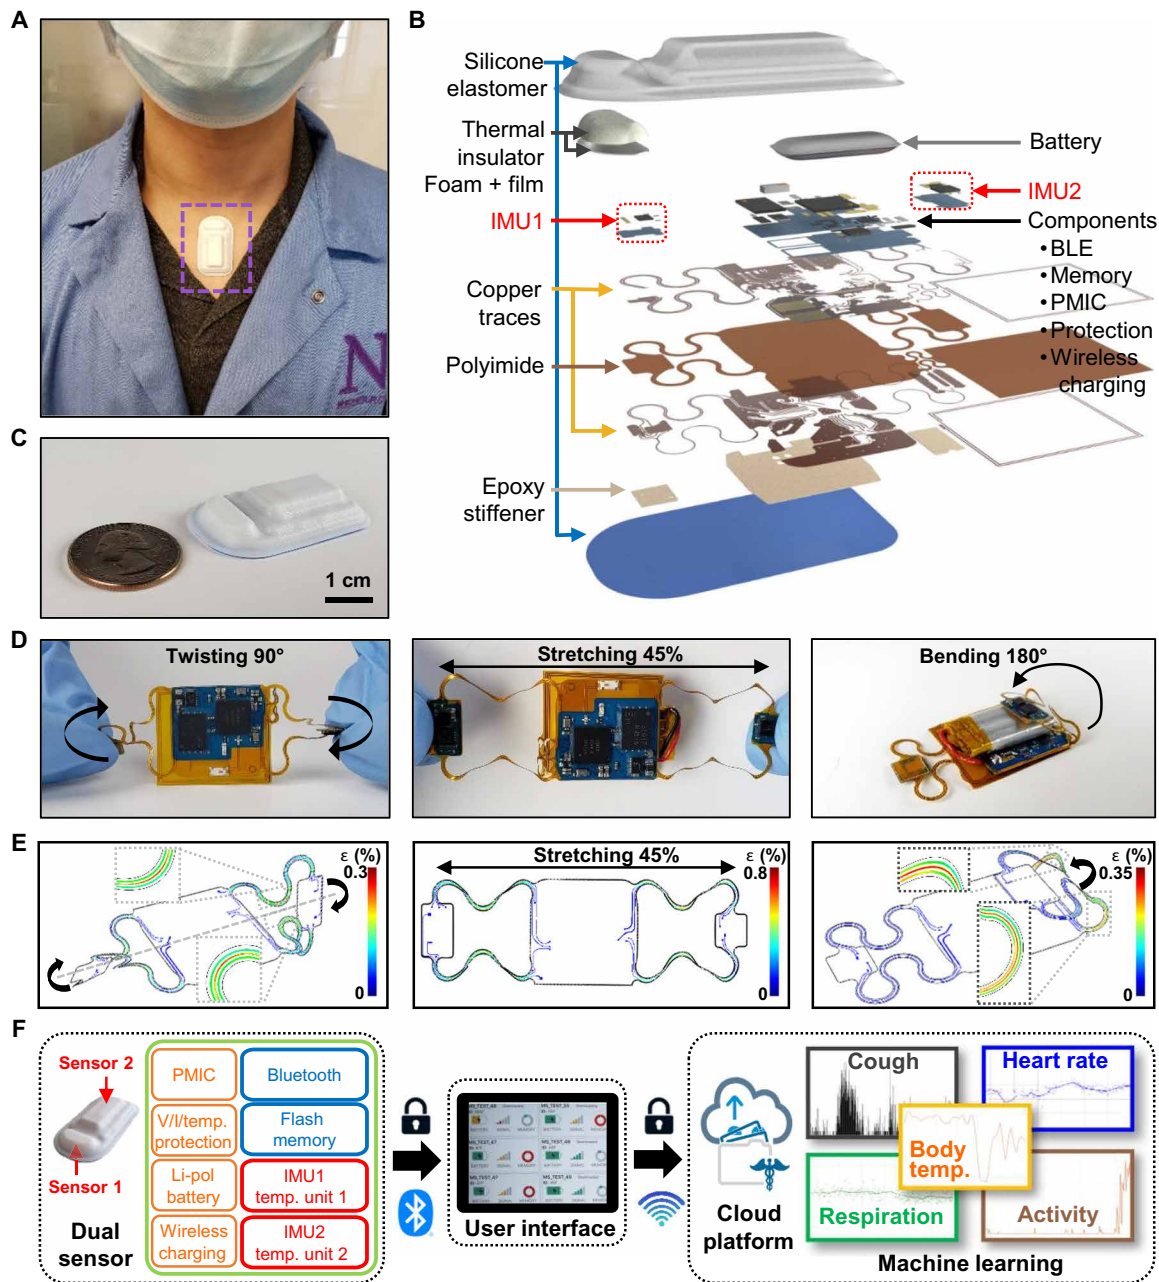 A
B
Silicone
elastomer
Thermal
insulator
Foam + film
Battery
IMU1
IMU2
Components
•BLE
•Memory
•PMIC
•Protection
•Wireless
charging
Copper
traces
Polyimide
Epoxy
stiffener
N
C
1 cm
D
Twisting 90°
Stretching 45%
Bending 180°
E
ε (%)
0.3
0
Stretching 45%
ε (%)
0.8
0
ε (%)
0.35
0
F
Sensor 2
Sensor 1
Dual
sensor
PMIC
Bluetooth
V/I/temp.
protection
Flash
memory
Li-pol
battery
IMU1
temp. unit 1
Wireless
charging
IMU2
temp. unit 2
User interface
Cloud
platform
Cough
Heart rate
Body
temp.
Respiration
Activity
Machine learning